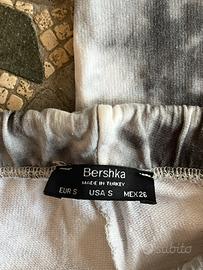 Bershka
MADE IN TURKEY
EUR S
USA S
MEX 26
subito